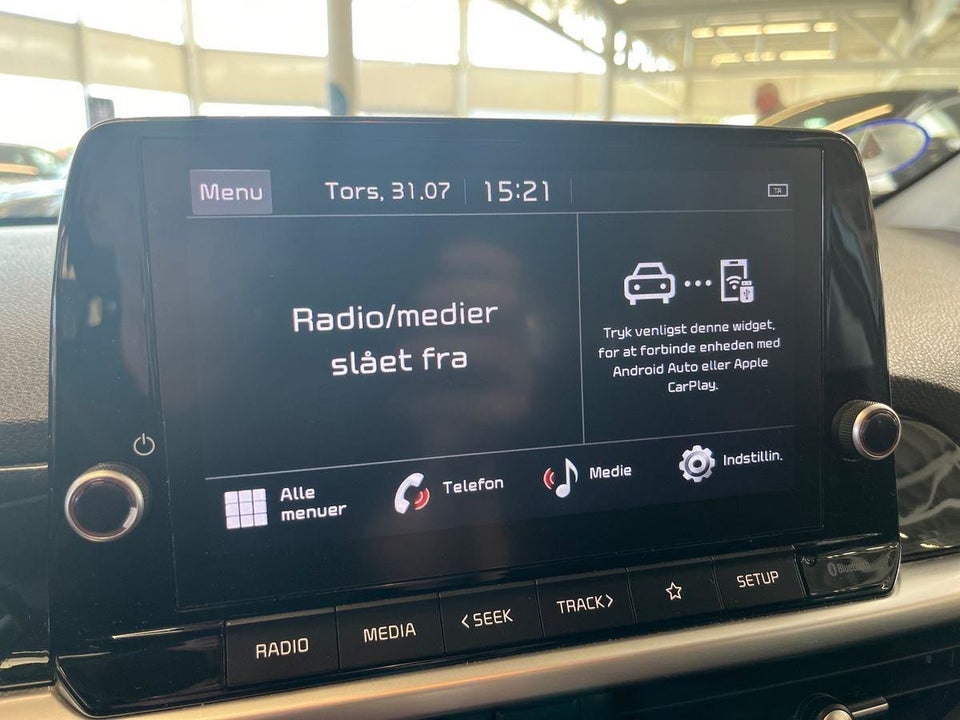 Menu
Tors, 31.07
15:21
TA
Radio/medier
slået fra
Tryk venligst denne widget,
for at forbinde enheden med
Android Auto eller Apple
CarPlay.
Alle
menuer
Telefon
Medie
Indstillin.
RADIO
MEDIA
<SEEK
TRACK>
SETUP
Bluetooth